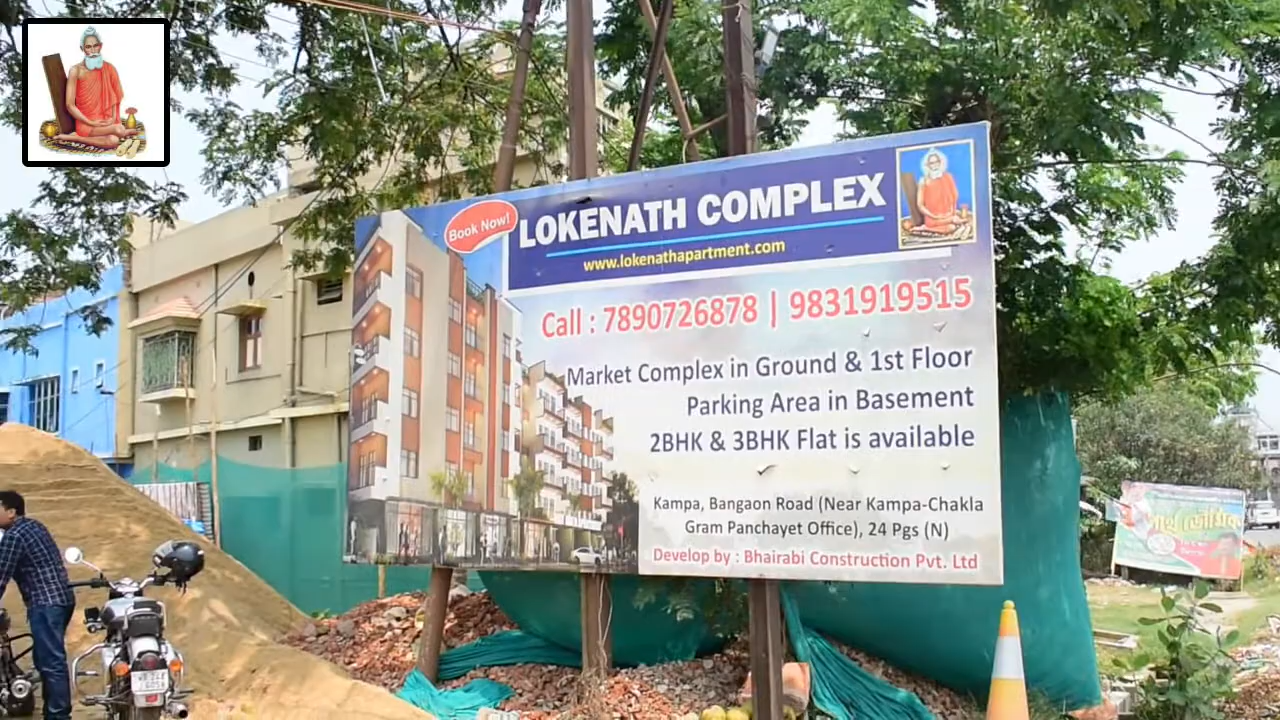 Book Now!
LOKENATH COMPLEX
www.lokenathapartment.com
Call : 7890726878 | 9831919515
Market Complex in Ground & 1st Floor
Parking Area in Basement
2BHK & 3BHK Flat is available
Kampa, Bangaon Road (Near Kampa-Chakla
Gram Panchayet Office), 24 Pgs (N)
Develop by : Bhairabi Construction Pvt. Ltd